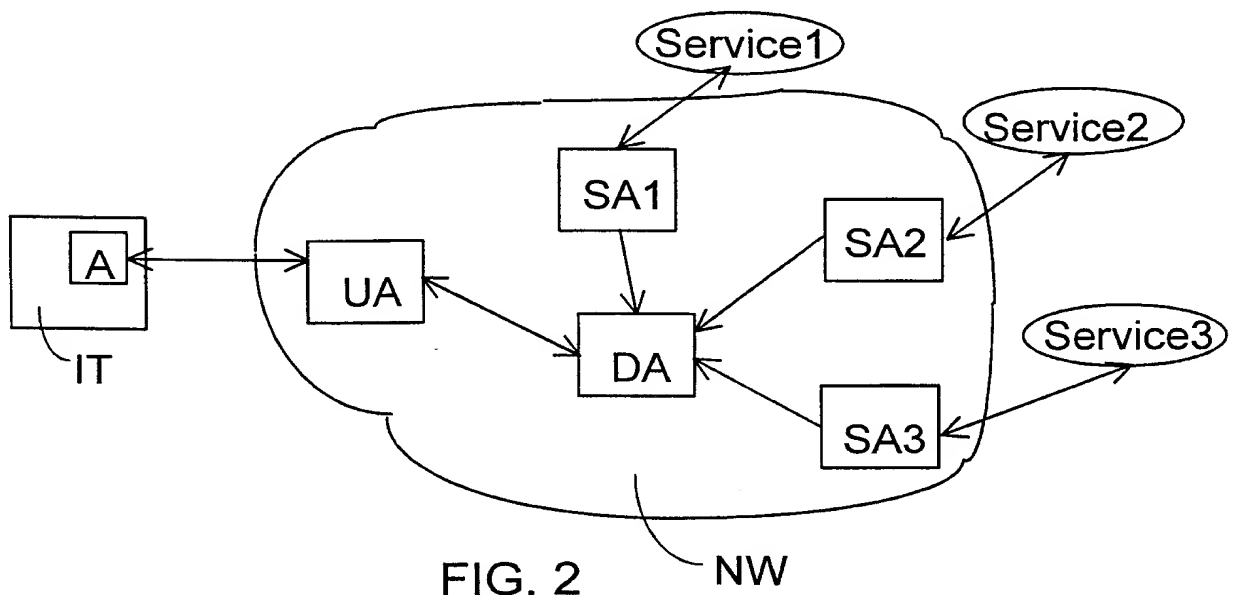 Service1
Service2
SA1
SA2
A
UA
Service3
DA
IT
SA3
NW
FIG. 2